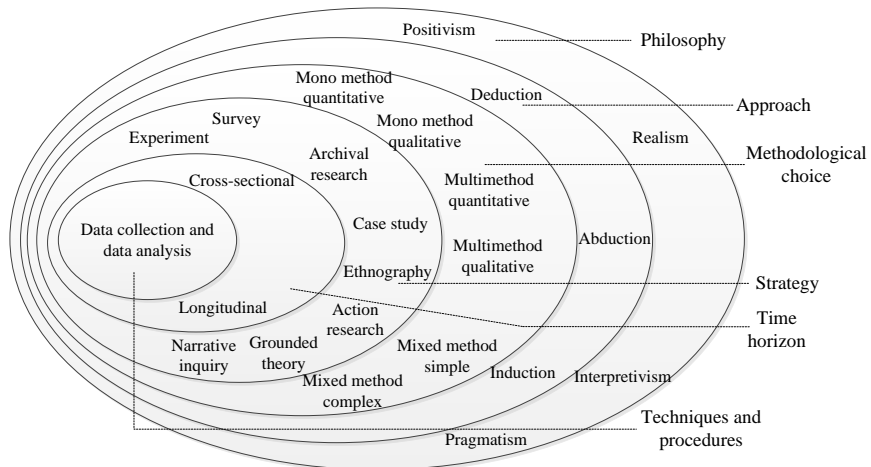 Positivism
Philosophy
Mono method
quantitative
Deduction
Approach
Survey
Mono method
qualitative
Experiment
Realism
Archival
research
Methodological
choice
Cross-sectional
Multimethod
quantitative
Case study
Data collection and
data analysis
Multimethod
qualitative
Abduction
Ethnography
Strategy
Longitudinal
Action
research
Time
horizon
Narrative
inquiry
Grounded
theory
Mixed method
simple
Mixed method
complex
Induction
Interpretivism
Techniques and
procedures
Pragmatism